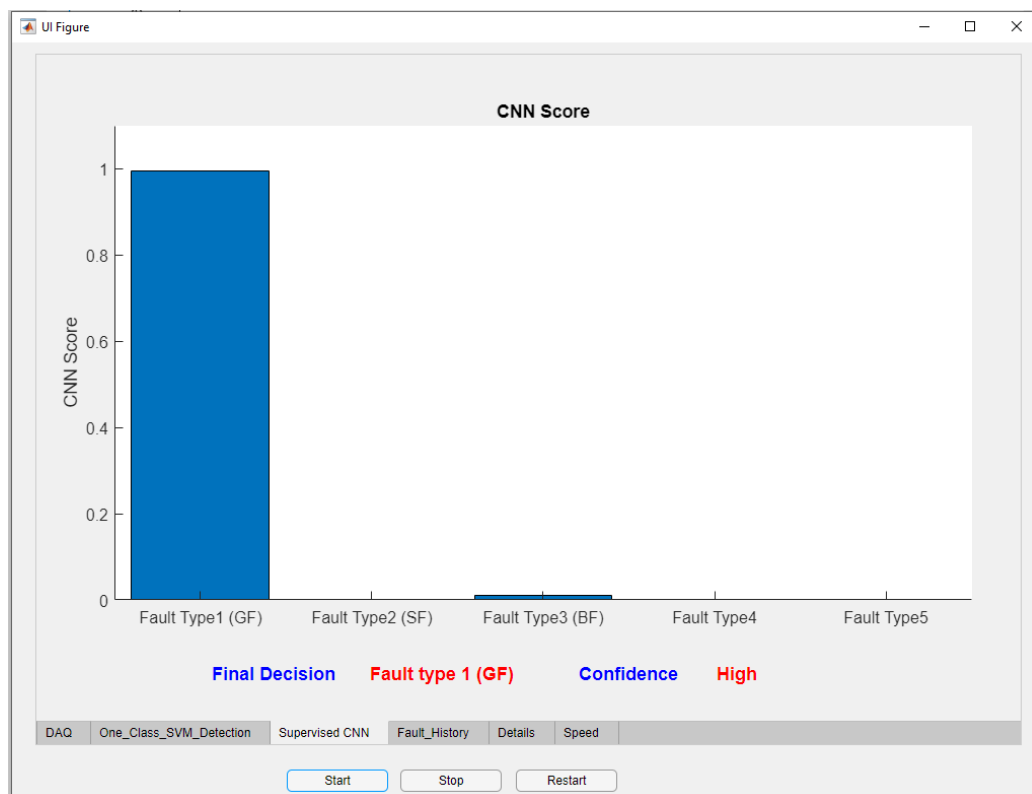 UI Figure
CNN Score
1
0.8
0.6
0.4
0.2
0
CNN Score
Fault Type1 (GF) Fault Type2 (SF) Fault Type3 (BF) Fault Type4 Fault Type5
Final Decision Fault type 1 (GF) Confidence High
DAQ One_Class_SVM_Detection Supervised CNN Fault_History Details Speed
Start Stop Restart